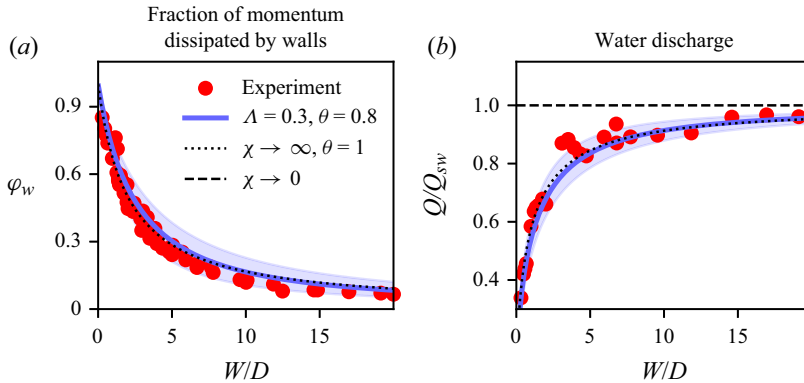 Fraction of momentum
dissipated by walls
(a)
0.9
0.6
0.3
0
φw
0
5
10
15
W/D
Experiment
Λ = 0.3, θ = 0.8
χ → ∞, θ = 1
χ → 0
Water discharge
(b)
1.0
0.8
0.6
0.4
Q/Qsw
0
5
10
15
W/D